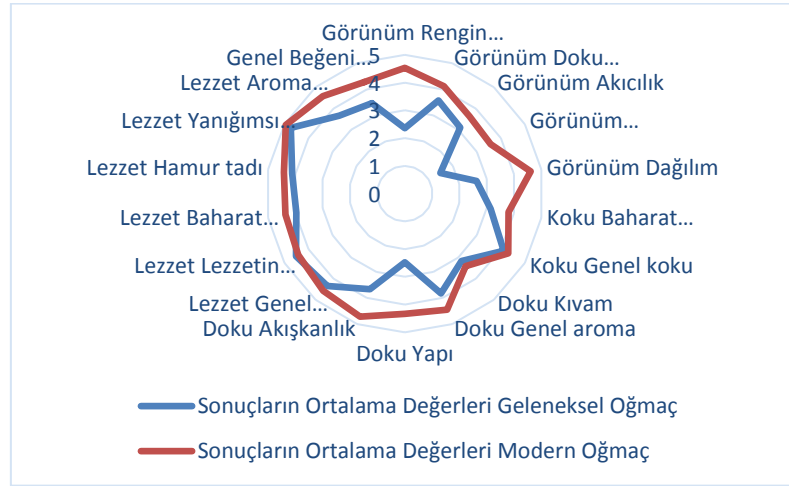 Görünüm Rengin…
Görünüm Doku…
Görünüm Akıcılık
Görünüm…
Görünüm Dağılım
Koku Baharat…
Koku Genel koku
Doku Kıvam
Doku Genel aroma
Doku Yapı
Doku Akışkanlık
Lezzet Genel…
Lezzet Lezzetin…
Lezzet Baharat…
Lezzet Hamur tadı
Lezzet Yanığımsı…
Lezzet Aroma…
Genel Beğeni…
5
4
3
2
1
0
Sonuçların Ortalama Değerleri Geleneksel Oğmaç
Sonuçların Ortalama Değerleri Modern Oğmaç